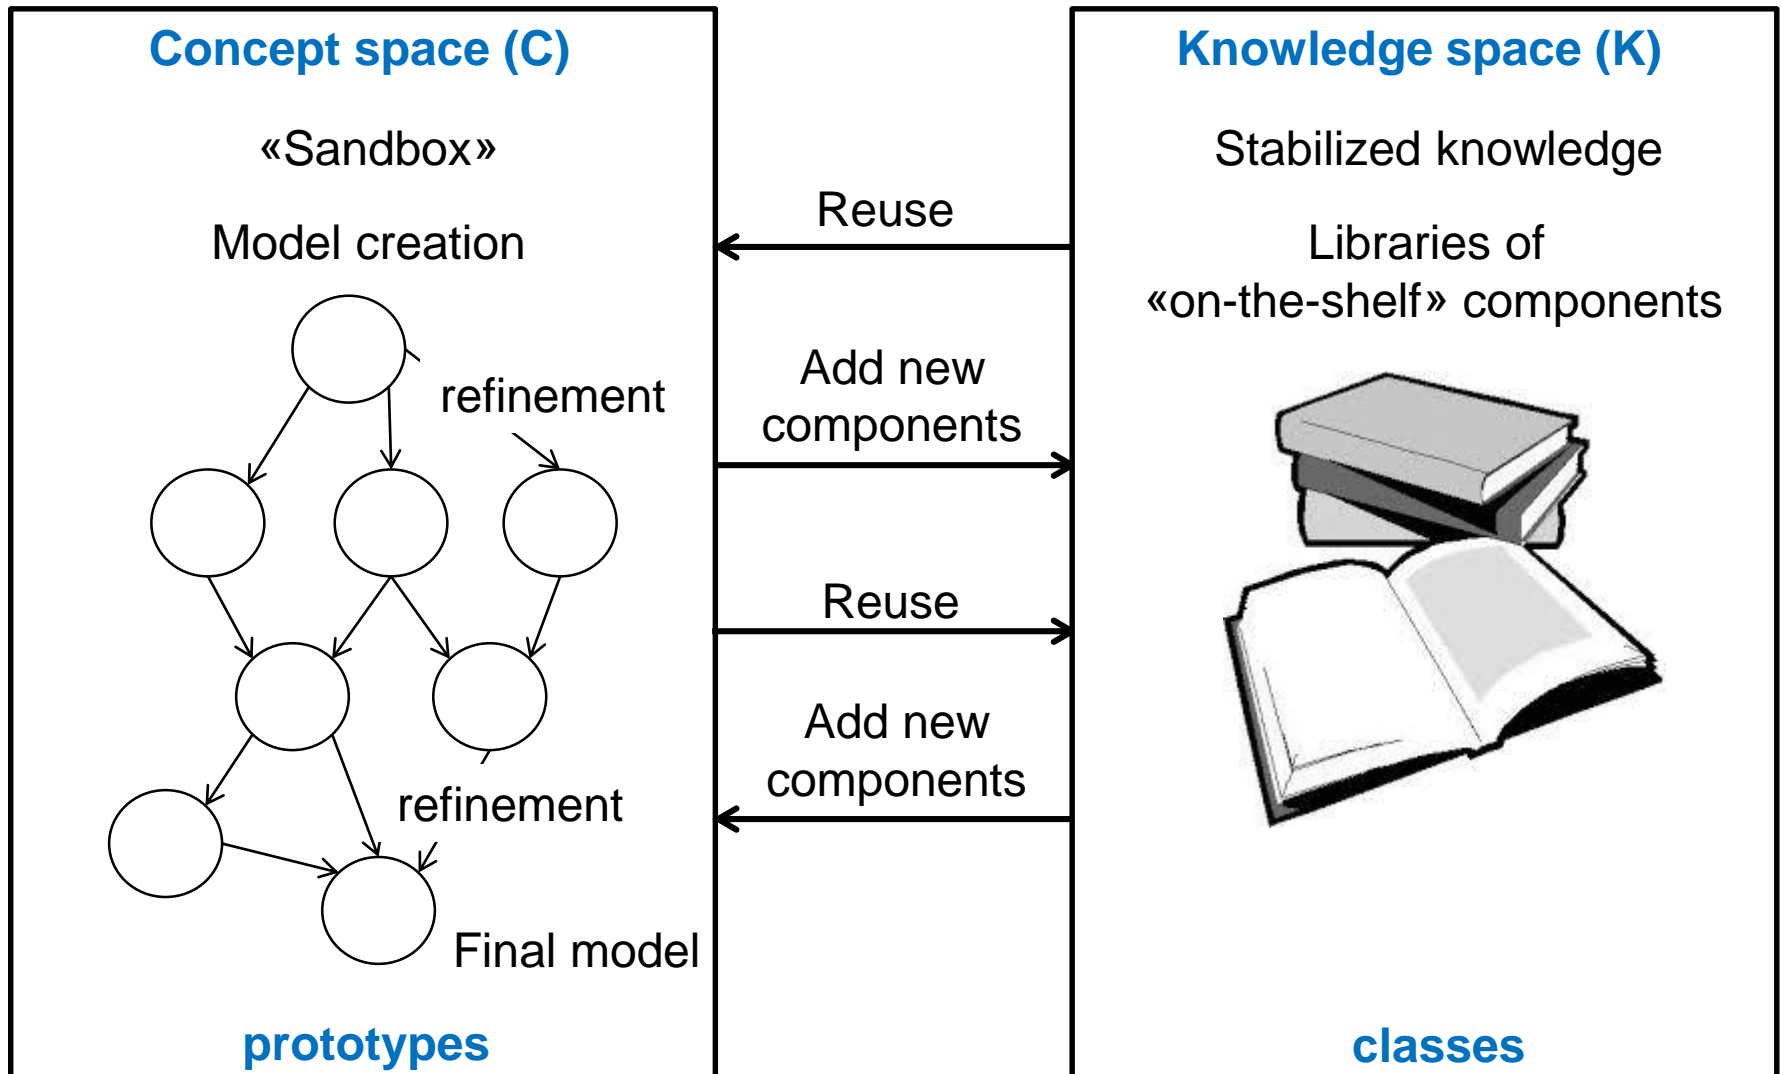 Concept space (C)
«Sandbox»
Model creation
refinement
refinement
Final model
prototypes
Reuse
Add new
components
Reuse
Add new
components
Knowledge space (K)
Stabilized knowledge
Libraries of
«on-the-shelf» components
classes